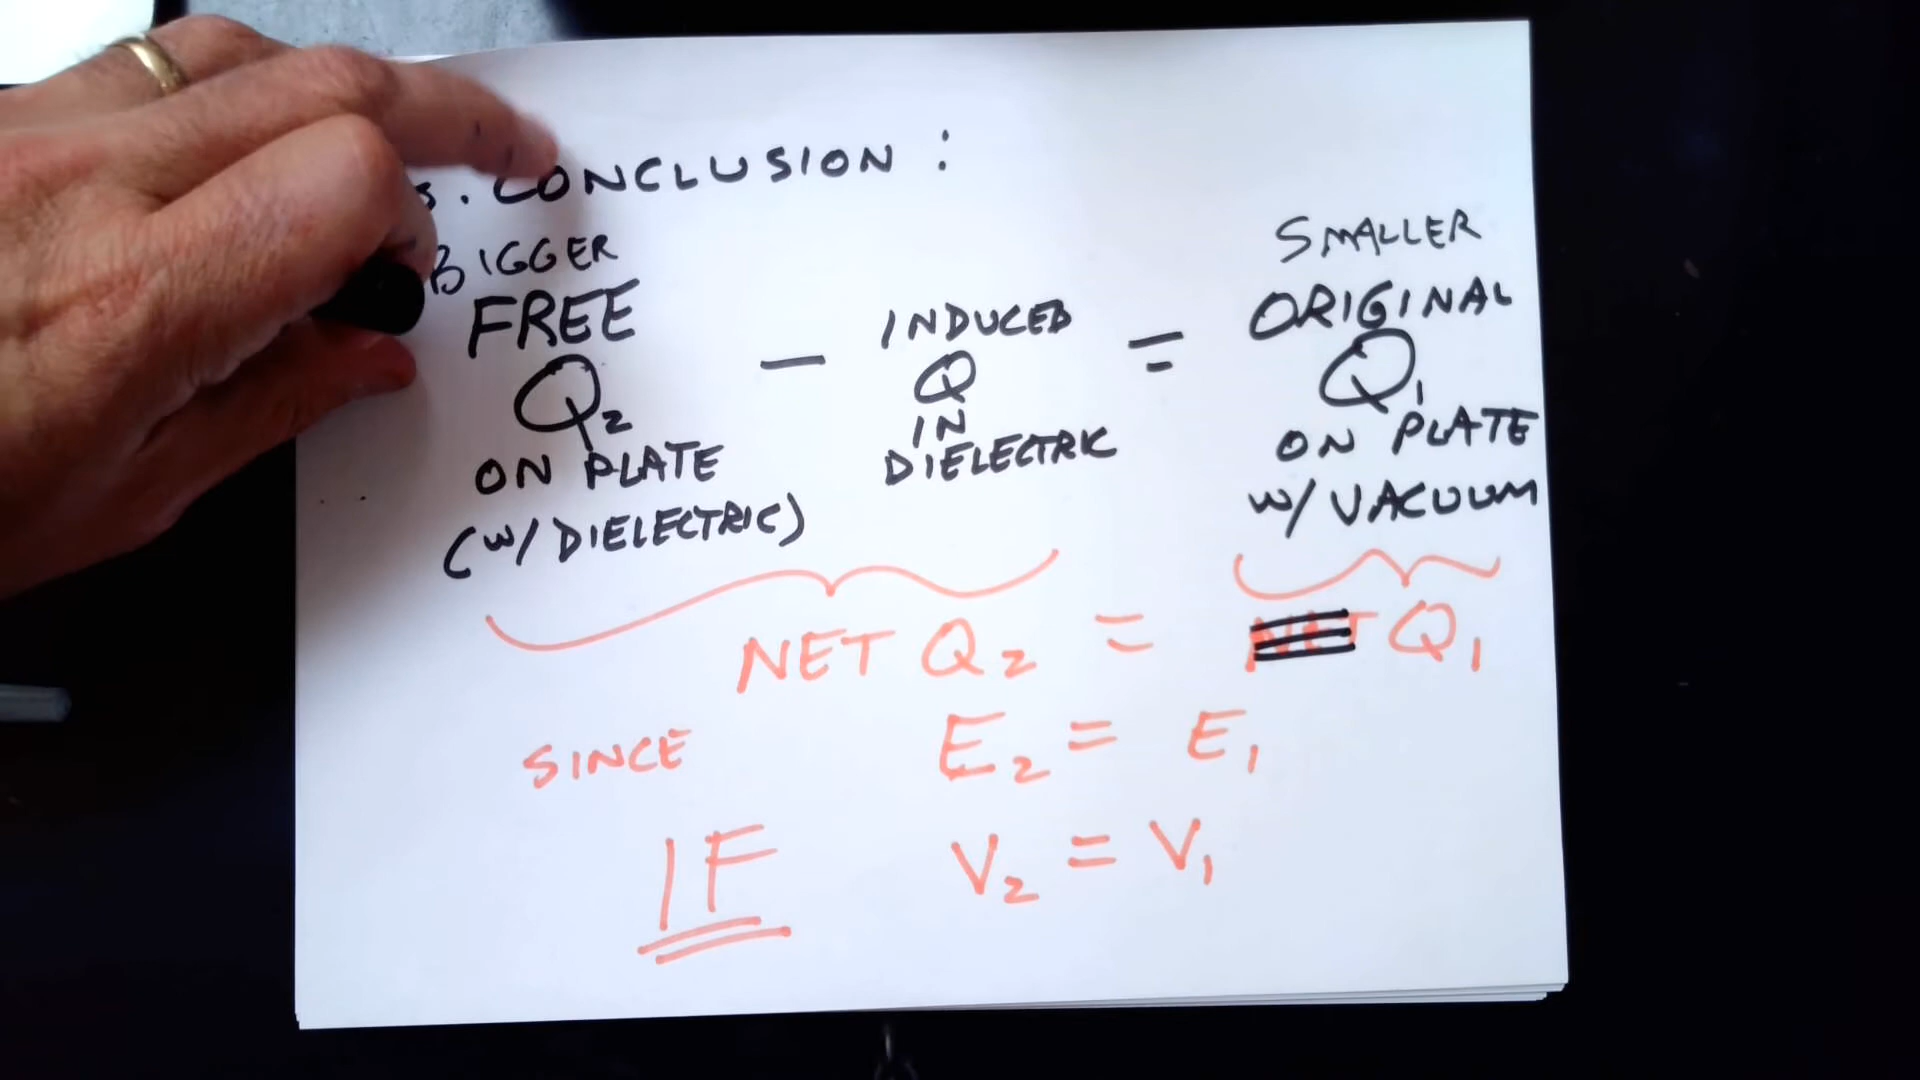 . CONCLUSION :
BIGGER
FREE
Q₂
ON PLATE
(W/ DIELECTRIC)
—
INDUCED
Q
IN
DIELECTRIC
=
SMALLER
ORIGINAL
Q₁
ON PLATE
W/ VACUUM
NET Q₂ = Q₁
SINCE E₂ = E₁
IF V₂ = V₁